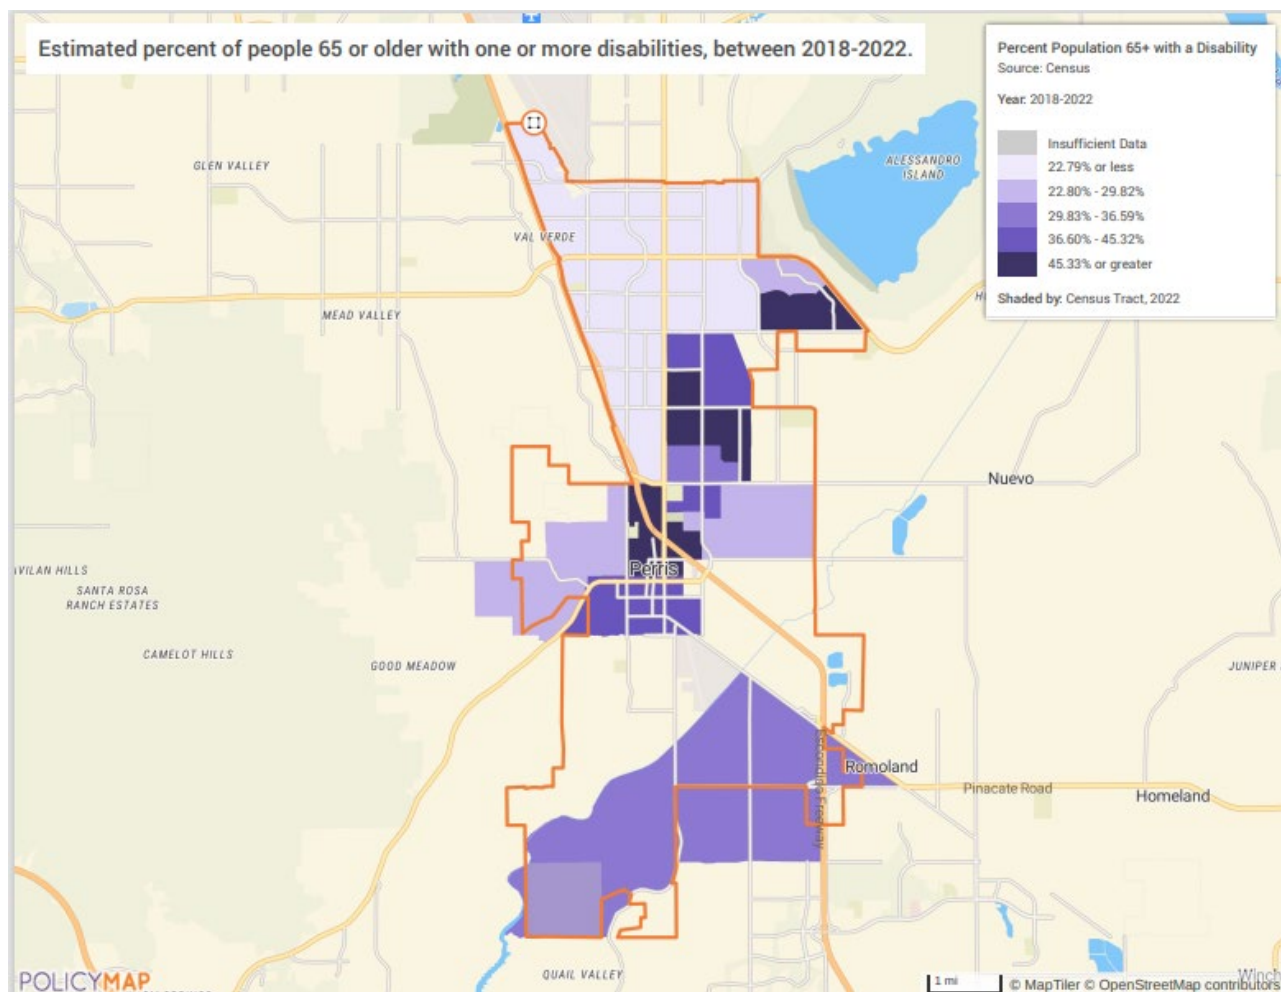 Estimated percent of people 65 or older with one or more disabilities, between 2018-2022.
Percent Population 65+ with a Disability
Source: Census
Year: 2018-2022
Insufficient Data
22.79% or less
22.80% - 29.82%
29.83% - 36.59%
36.60% - 45.32%
45.33% or greater
Shaded by: Census Tract, 2022
ALESSANDRO
ISLAND
GLEN VALLEY
VAL VERDE
MEAD VALLEY
Nuevo
Perris
AVILAN HILLS
SANTA ROSA
RANCH ESTATES
CAMELOT HILLS
GOOD MEADOW
JUNIPER
Romoland
Escondido Freeway
Pinacate Road
Homeland
QUAIL VALLEY
POLICYMAP
1 mi
© MapTiler © OpenStreetMap contributors
Winch